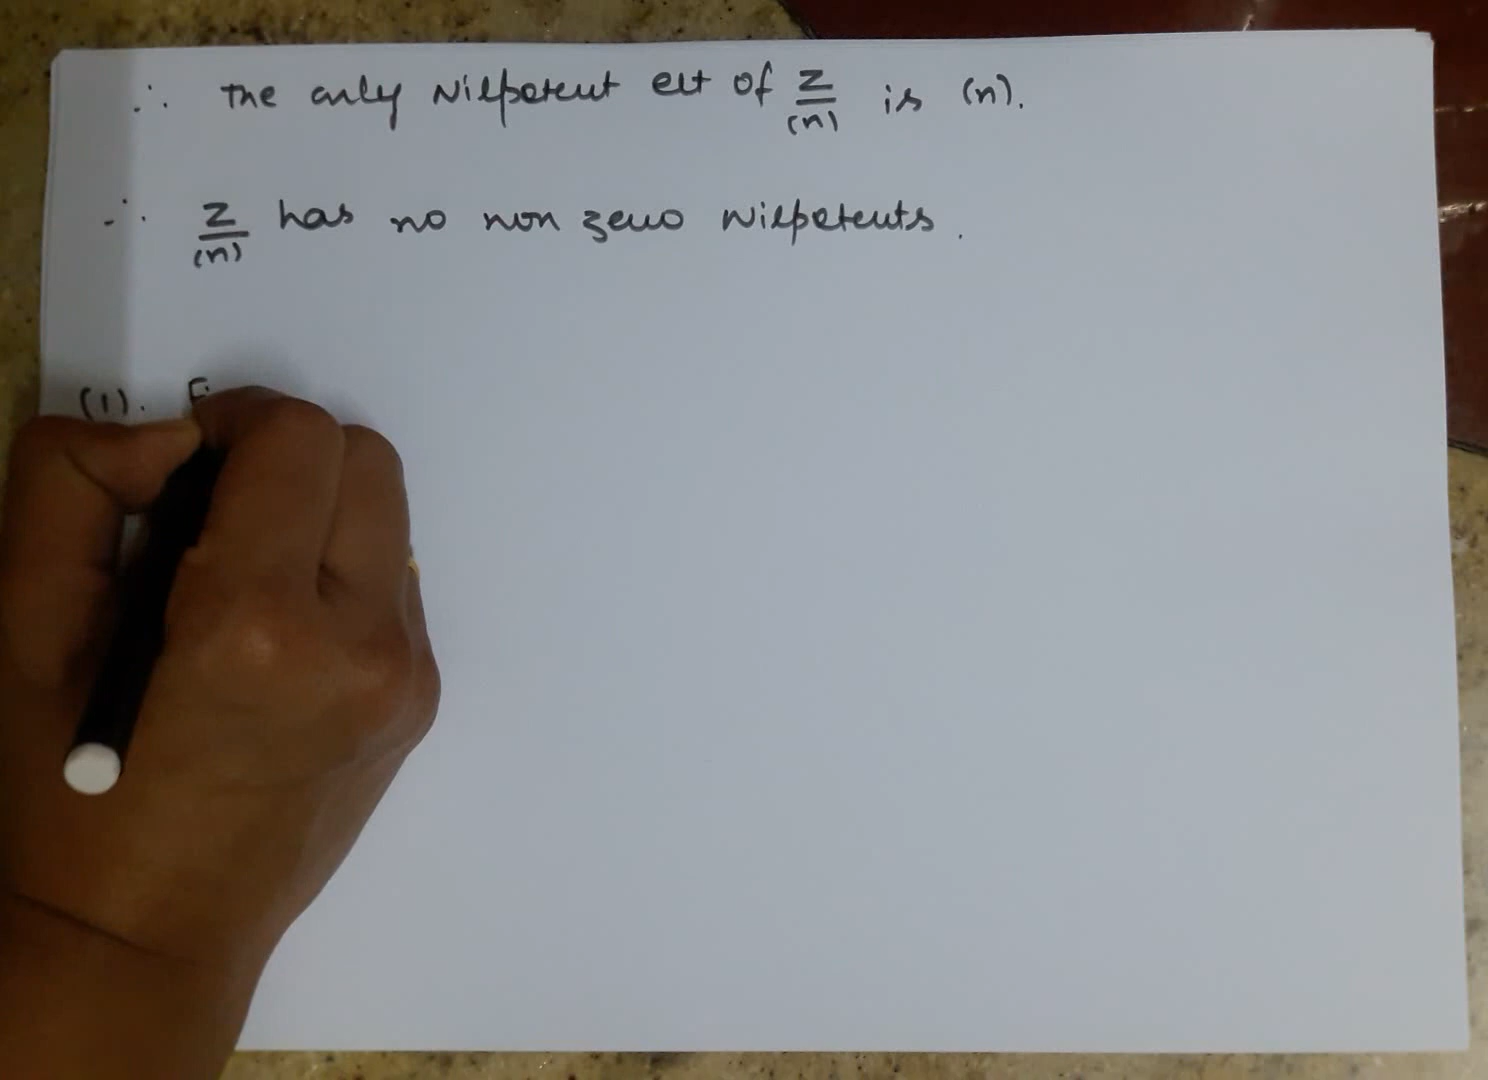 ∴ The only Nilpotent elt of Z/(n) is (n).
∴ Z/(n) has no non zero Nilpotents.
(1).